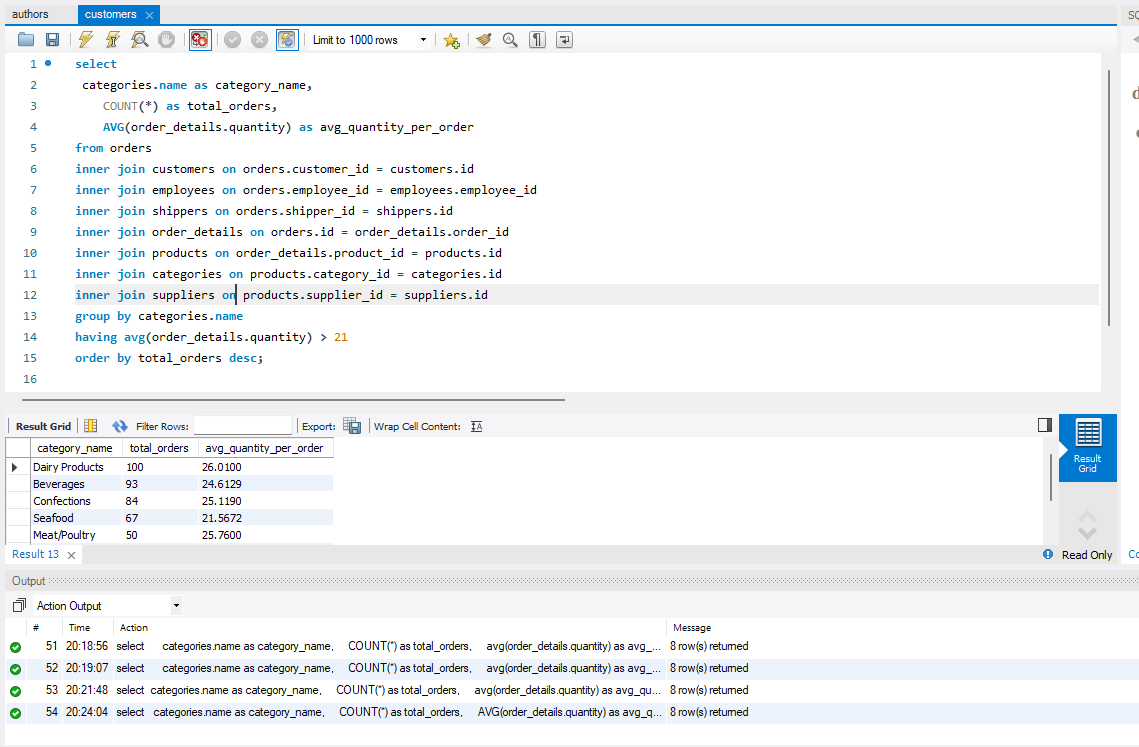 authors customers
SQ
Limit to 1000 rows
1 select
2 categories.name as category_name,
3 COUNT(*) as total_orders,
4 AVG(order_details.quantity) as avg_quantity_per_order
5 from orders
6 inner join customers on orders.customer_id = customers.id
7 inner join employees on orders.employee_id = employees.employee_id
8 inner join shippers on orders.shipper_id = shippers.id
9 inner join order_details on orders.id = order_details.order_id
10 inner join products on order_details.product_id = products.id
11 inner join categories on products.category_id = categories.id
12 inner join suppliers on products.supplier_id = suppliers.id
13 group by categories.name
14 having avg(order_details.quantity) > 21
15 order by total_orders desc;
16
Result Grid Filter Rows: Export: Wrap Cell Content:
category_name total_orders avg_quantity_per_order
Dairy Products 100 26.0100
Beverages 93 24.6129
Confections 84 25.1190
Seafood 67 21.5672
Meat/Poultry 50 25.7600
Result
Grid
Result 13 Read Only Co
Output
Action Output
# Time Action Message
51 20:18:56 select categories.name as category_name, COUNT(*) as total_orders, avg(order_details.quantity) as avg_... 8 row(s) returned
52 20:19:07 select categories.name as category_name, COUNT(*) as total_orders, avg(order_details.quantity) as avg_... 8 row(s) returned
53 20:21:48 select categories.name as category_name, COUNT(*) as total_orders, avg(order_details.quantity) as avg_qu... 8 row(s) returned
54 20:24:04 select categories.name as category_name, COUNT(*) as total_orders, AVG(order_details.quantity) as avg_q... 8 row(s) returned